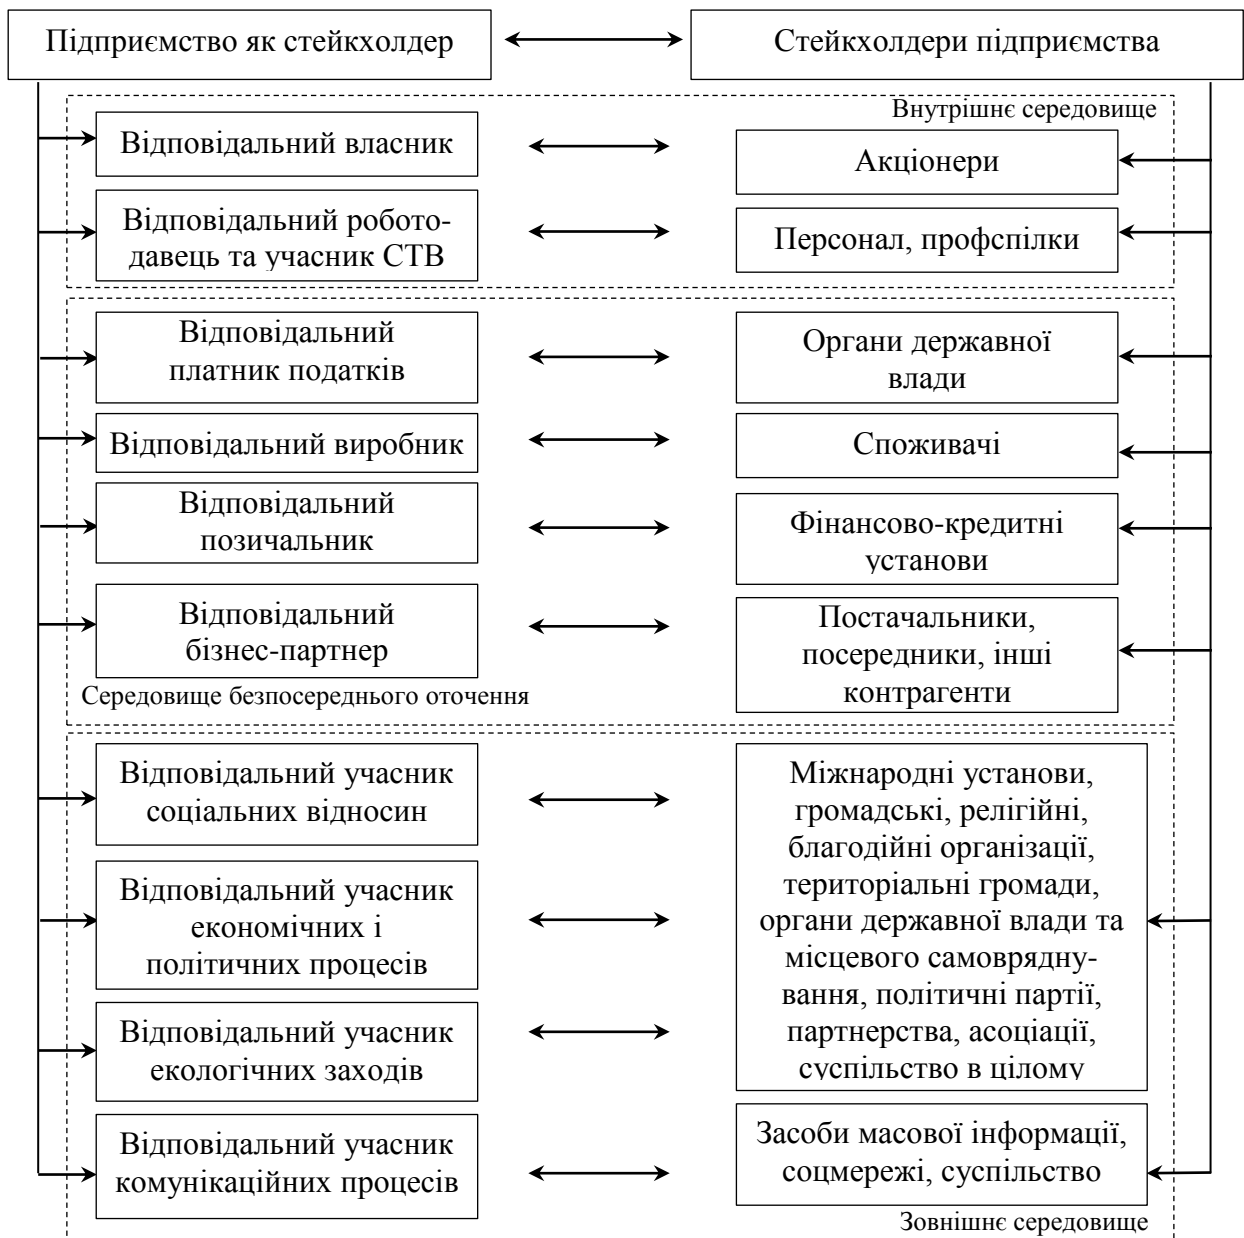 Підприємство як стейкхолдер
Стейкхолдери підприємства
Внутрішнє середовище
Відповідальний власник
Акціонери
Відповідальний робото-
давець та учасник СТВ
Персонал, профспілки
Відповідальний
платник податків
Органи державної
влади
Відповідальний виробник
Споживачі
Відповідальний
позичальник
Фінансово-кредитні
установи
Відповідальний
бізнес-партнер
Постачальники,
посередники, інші
контрагенти
Середовище безпосереднього оточення
Відповідальний учасник
соціальних відносин
Відповідальний учасник
економічних і
політичних процесів
Відповідальний учасник
екологічних заходів
Міжнародні установи,
громадські, релігійні,
благодійні організації,
територіальні громади,
органи державної влади та
місцевого самовряду-
вання, політичні партії,
партнерства, асоціації,
суспільство в цілому
Відповідальний учасник
комунікаційних процесів
Засоби масової інформації,
соцмережі, суспільство
Зовнішнє середовище